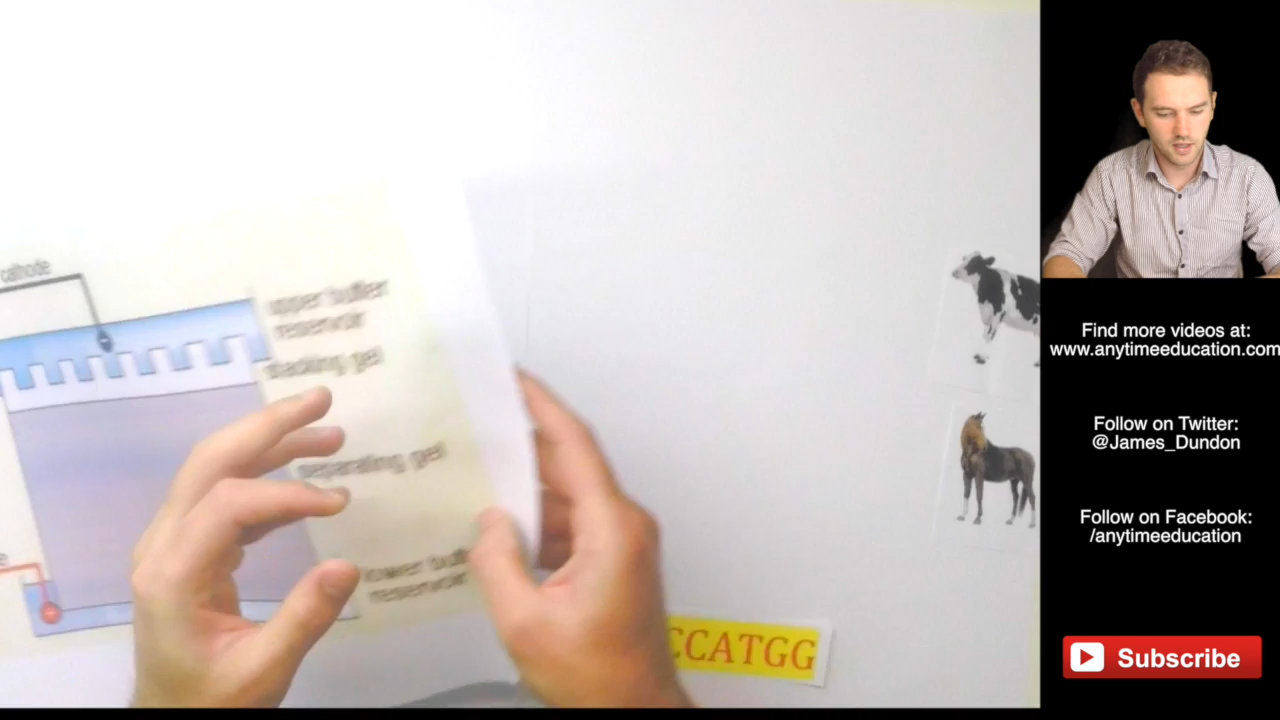 cathode
upper buffer
reservoir
stacking gel
separating gel
lower
reservoir
CCATGG
Find more videos at:
www.anytimeeducation.com
Follow on Twitter:
@James_Dundon
Follow on Facebook:
/anytimeeducation
Subscribe